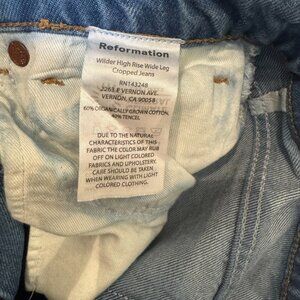 Reformation
Wilder High Rise Wide Leg
Cropped Jeans
RN143248
2263 E VERNON AVE.
VERNON, CA 90058
60% ORGANICALLY GROWN COTTON,
40% TENCEL
DUE TO THE NATURAL
CHARACTERISTICS OF THIS
FABRIC THE COLOR MAY RUB
OFF ON LIGHT COLORED
FABRICS AND UPHOLSTERY.
CARE SHOULD BE TAKEN
WHEN WEARING WITH LIGHT
COLORED CLOTHING.